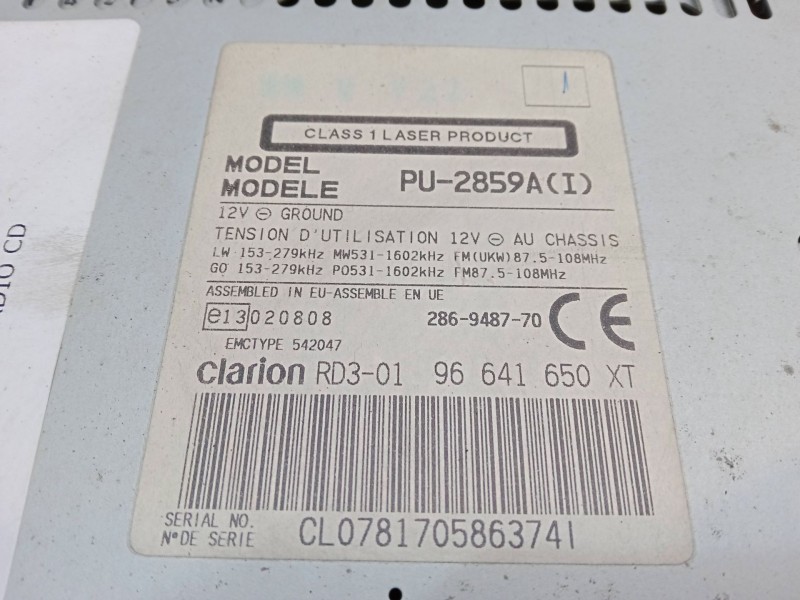 CLASS 1 LASER PRODUCT
MODEL
MODELE PU-2859A(I)
12V ⊖ GROUND
TENSION D'UTILISATION 12V ⊖ AU CHASSIS
LW 153-279kHz MW531-1602kHz FM(UKW)87.5-108MHz
GO 153-279kHz PO531-1602kHz FM87.5-108MHz
ASSEMBLED IN EU-ASSEMBLE EN UE
e13 020808 286-9487-70 CE
EMCTYPE 542047
clarion RD3-01 96 641 650 XT
SERIAL NO.
N° DE SERIE CL0781705863741
CD